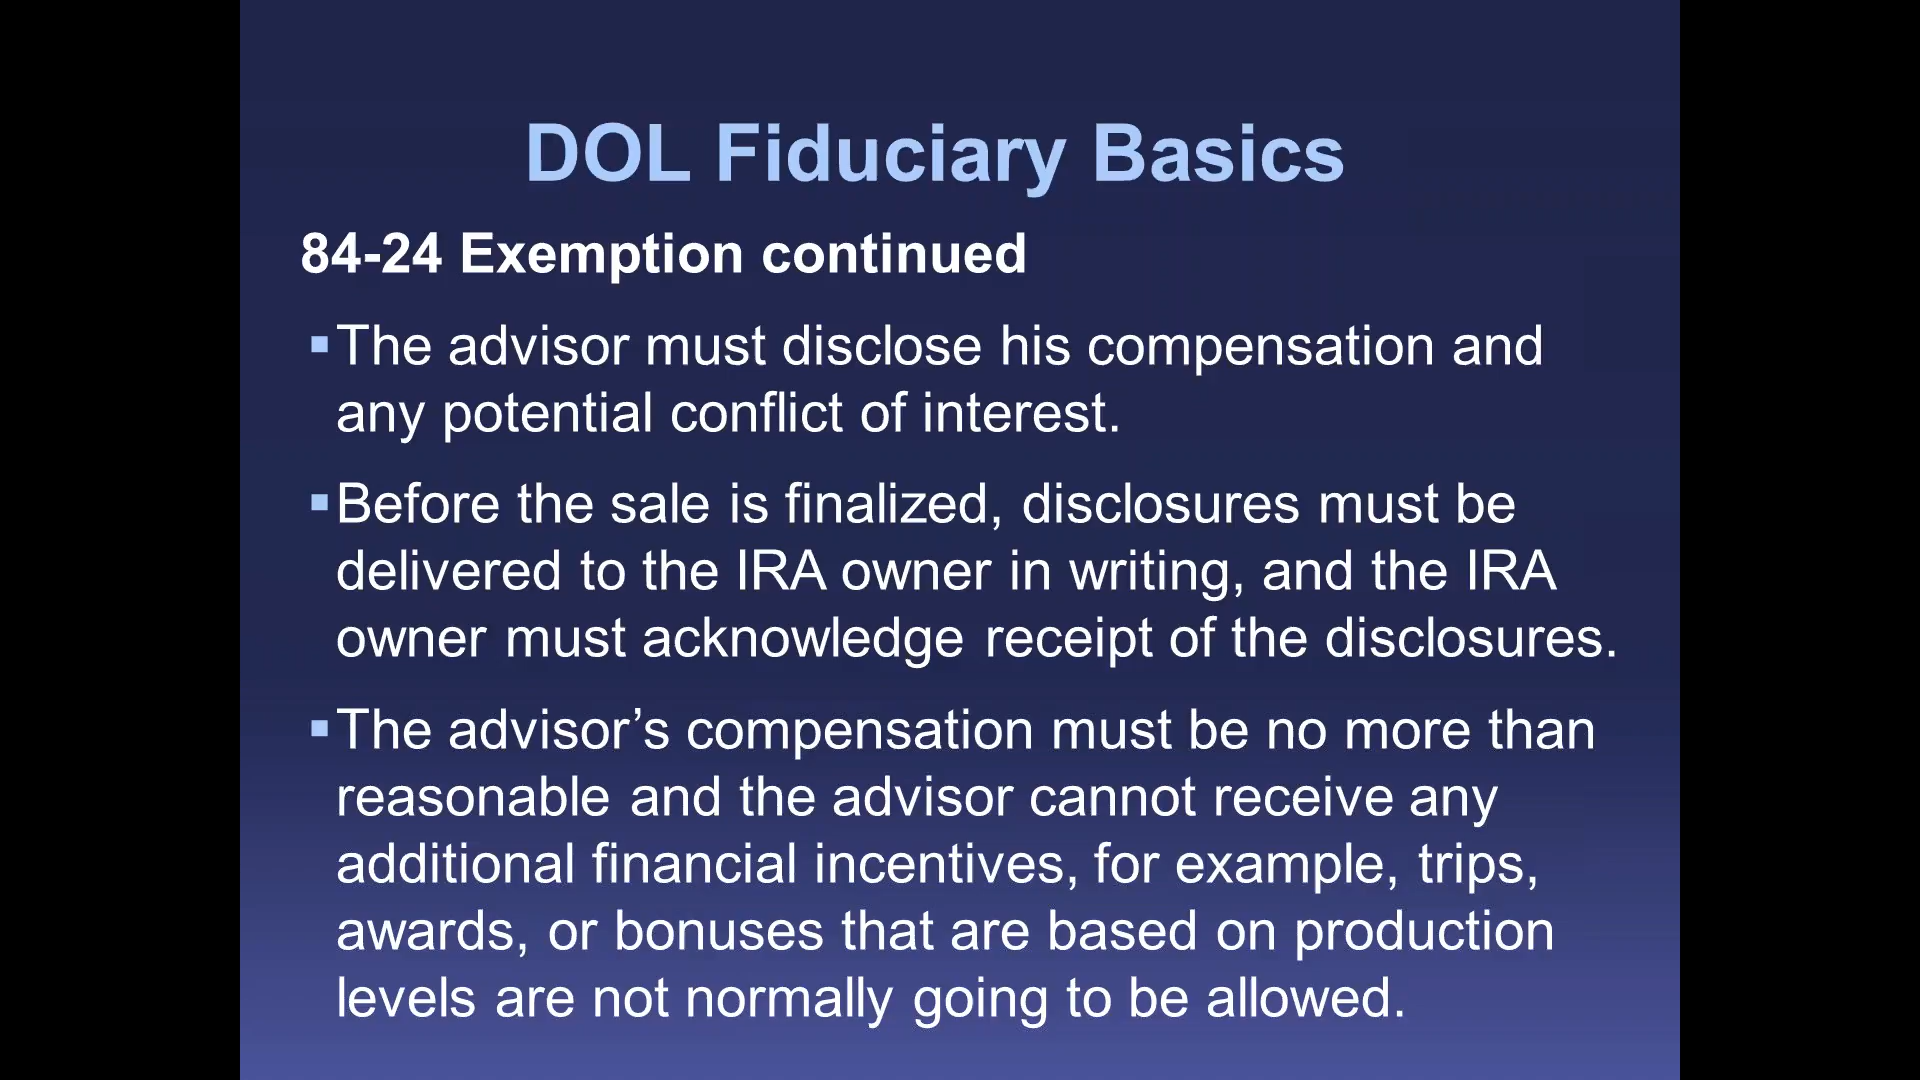 DOL Fiduciary Basics
84-24 Exemption continued
▪The advisor must disclose his compensation and
any potential conflict of interest.
▪Before the sale is finalized, disclosures must be
delivered to the IRA owner in writing, and the IRA
owner must acknowledge receipt of the disclosures.
▪The advisor’s compensation must be no more than
reasonable and the advisor cannot receive any
additional financial incentives, for example, trips,
awards, or bonuses that are based on production
levels are not normally going to be allowed.